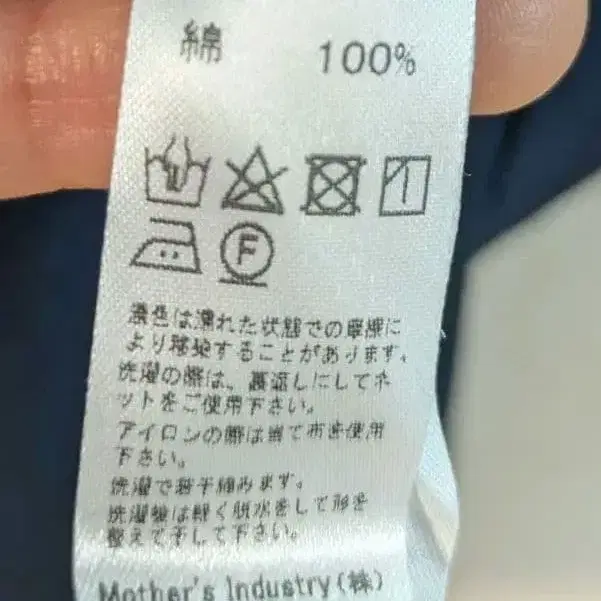 綿 100%
F
濃色は濡れた状態での摩擦に
より移染することがあります。
洗濯の際は、裏返しにしてネ
ットをご使用下さい。
アイロンの際は当て布を使用
下さい。
洗濯で若干縮みます。
洗濯後は軽く脱水をして形を
整えて干して下さい。
Mother's Industry(株)